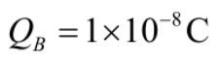 Q_B = 1×10⁻⁸ C